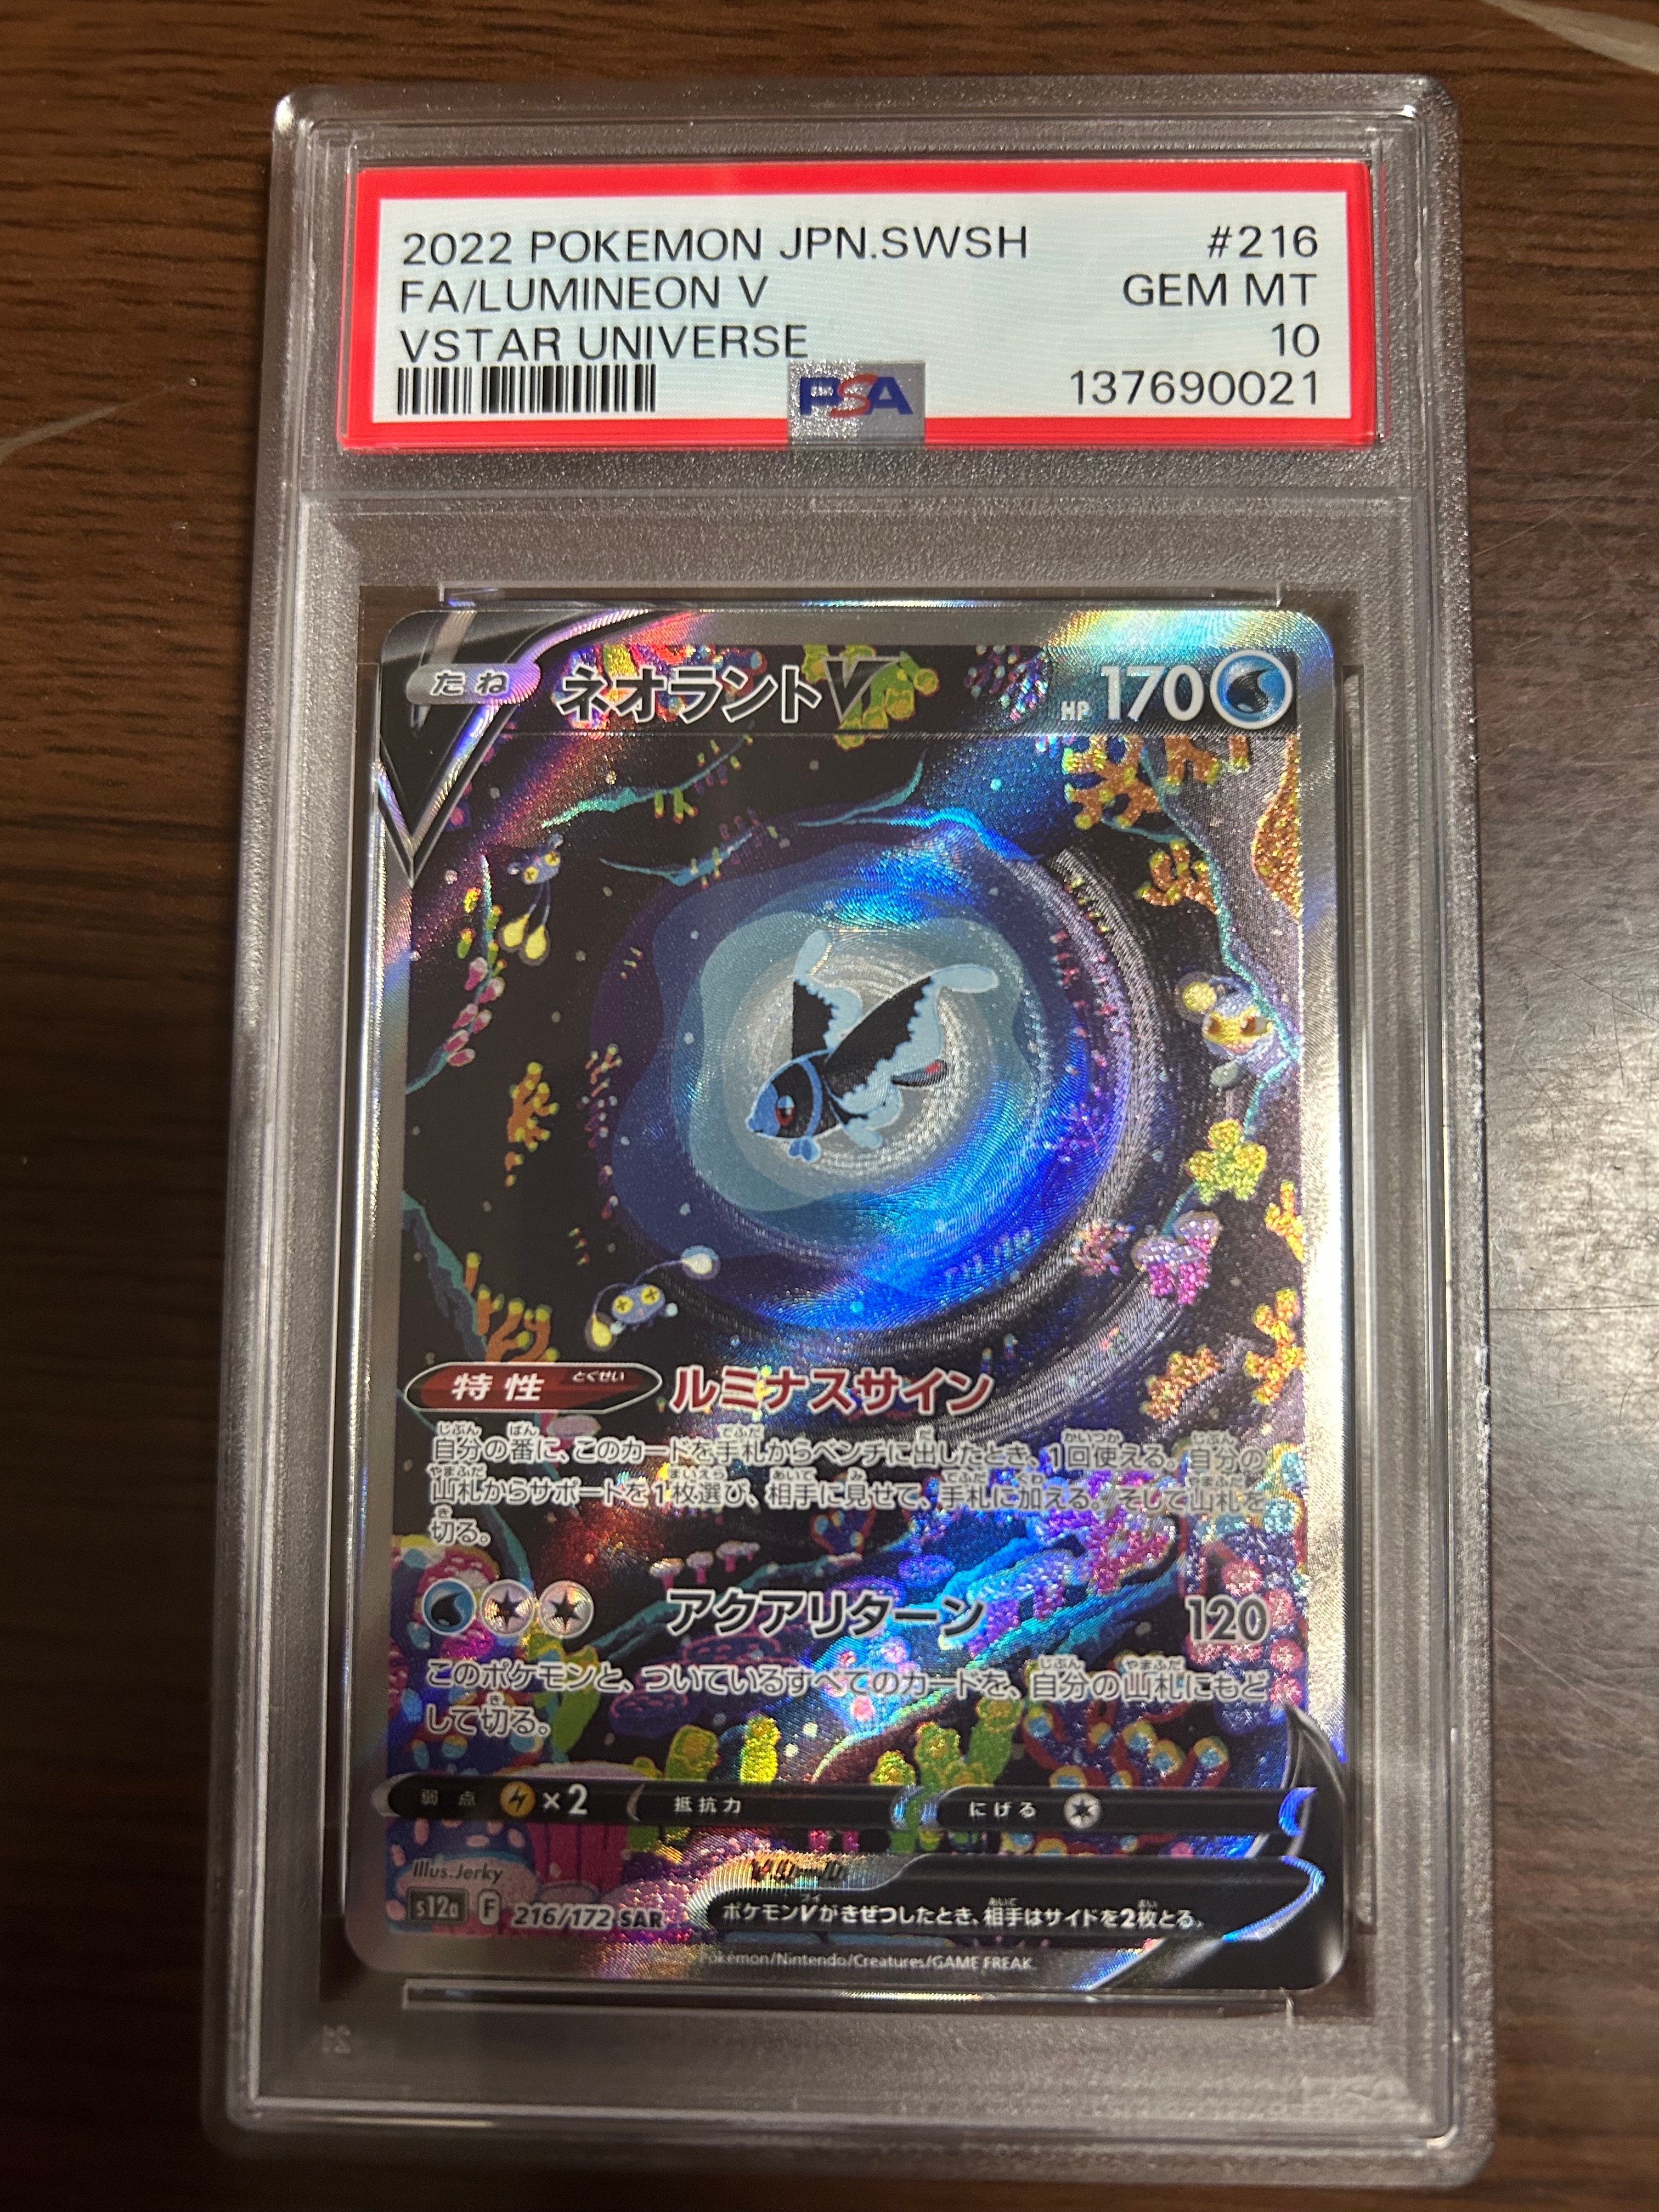 2022 POKEMON JPN.SWSH #216
FA/LUMINEON V GEM MT
VSTAR UNIVERSE 10
PSA 137690021
たね ネオラントV HP 170
特性 とくせい ルミナスサイン
自分の番に、このカードを手札からベンチに出したとき、1回使える。自分の
山札からサポートを1枚選び、相手に見せて、手札に加える。そして山札を
切る。
アクアリターン 120
このポケモンと、ついているすべてのカードを、自分の山札にもど
して切る。
弱点 ×2 抵抗力 にげる
Illus.Jerky
s12a F 216/172 SAR ポケモンVがきぜつしたとき、相手はサイドを2枚とる。
Pokémon/Nintendo/Creatures/GAME FREAK.